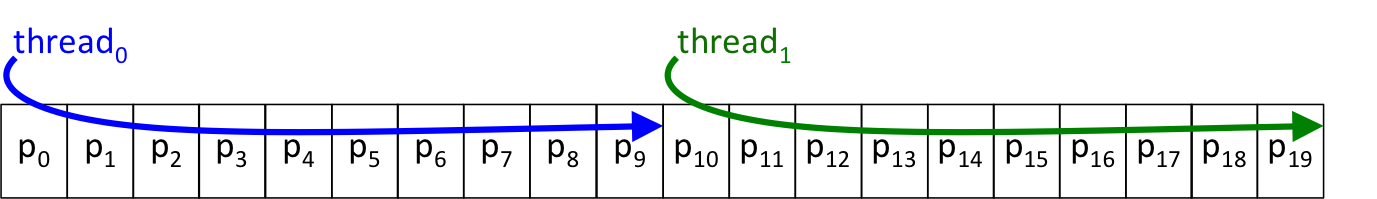 thread₀ thread₁
p₀ p₁ p₂ p₃ p₄ p₅ p₆ p₇ p₈ p₉ p₁₀ p₁₁ p₁₂ p₁₃ p₁₄ p₁₅ p₁₆ p₁₇ p₁₈ p₁₉